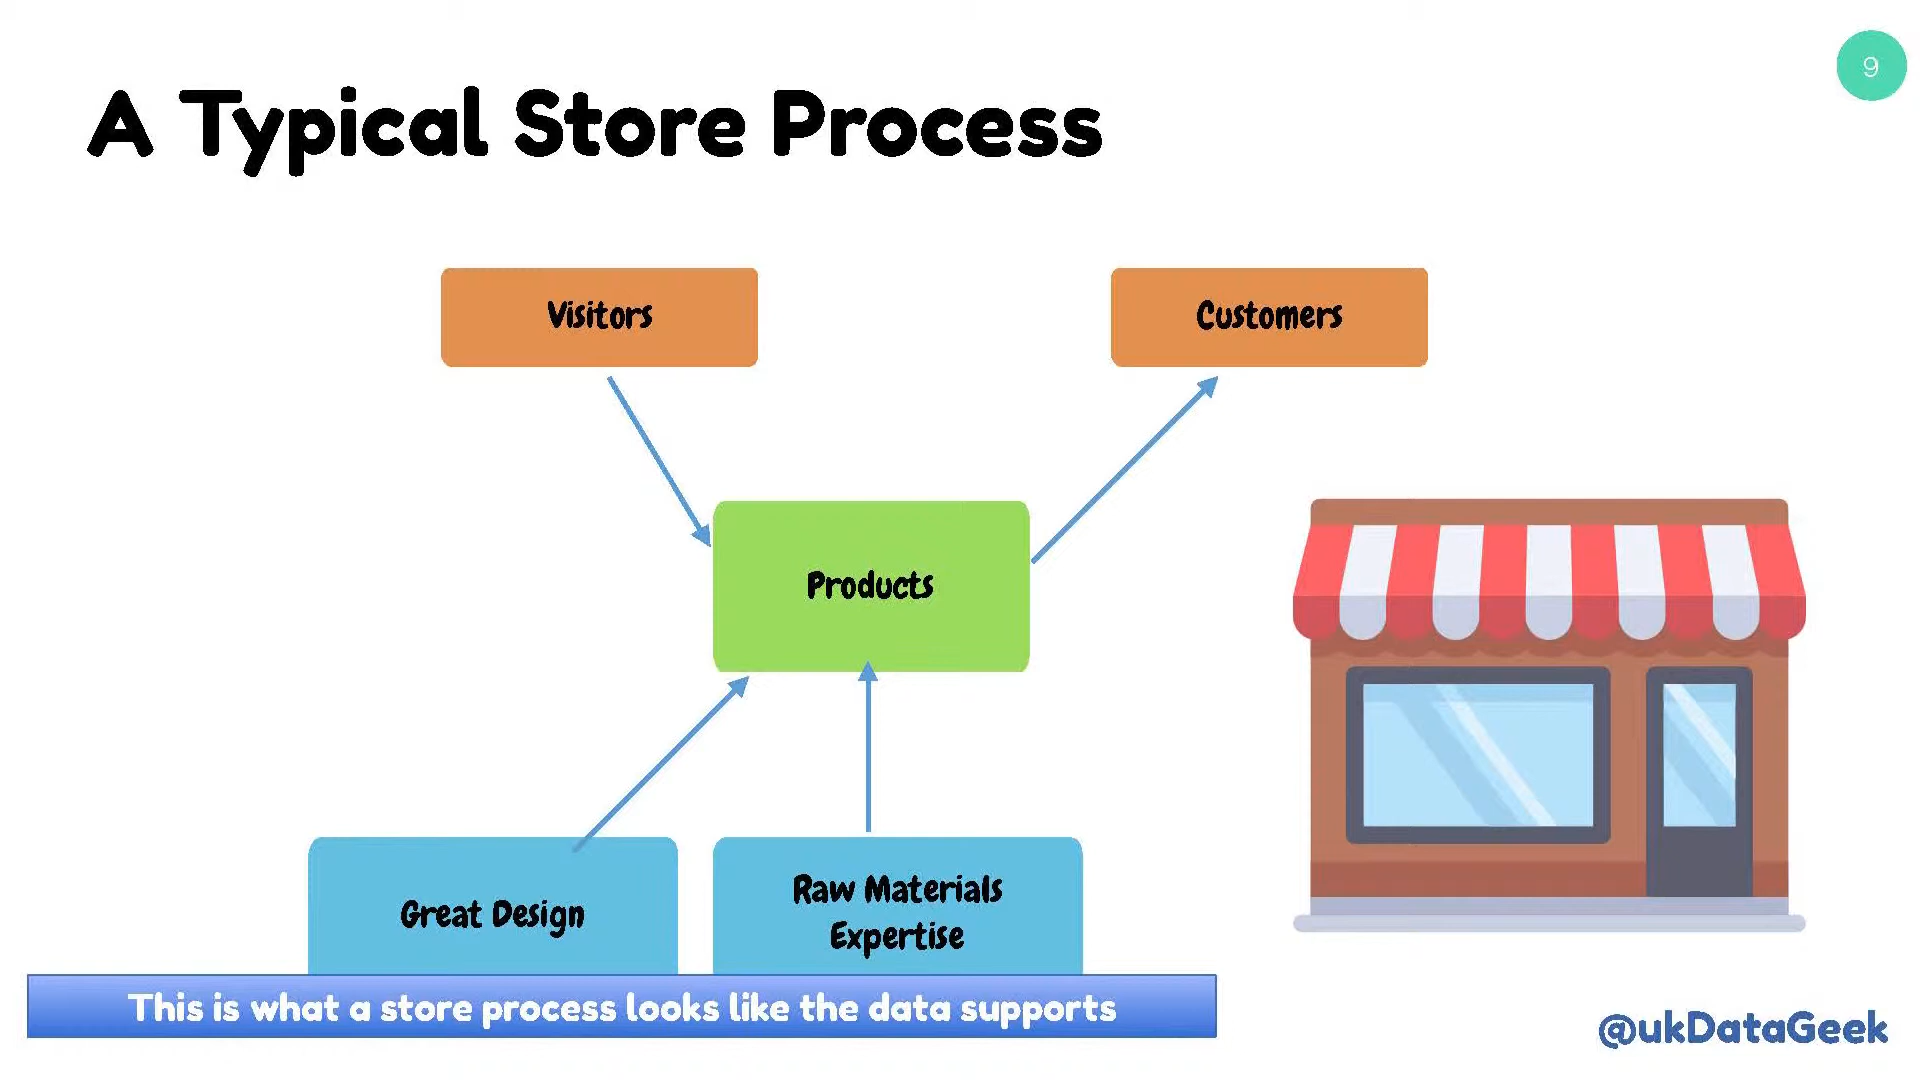 9
A Typical Store Process
Visitors
Customers
Products
Great Design
Raw Materials
Expertise
This is what a store process looks like the data supports
@ukDataGeek